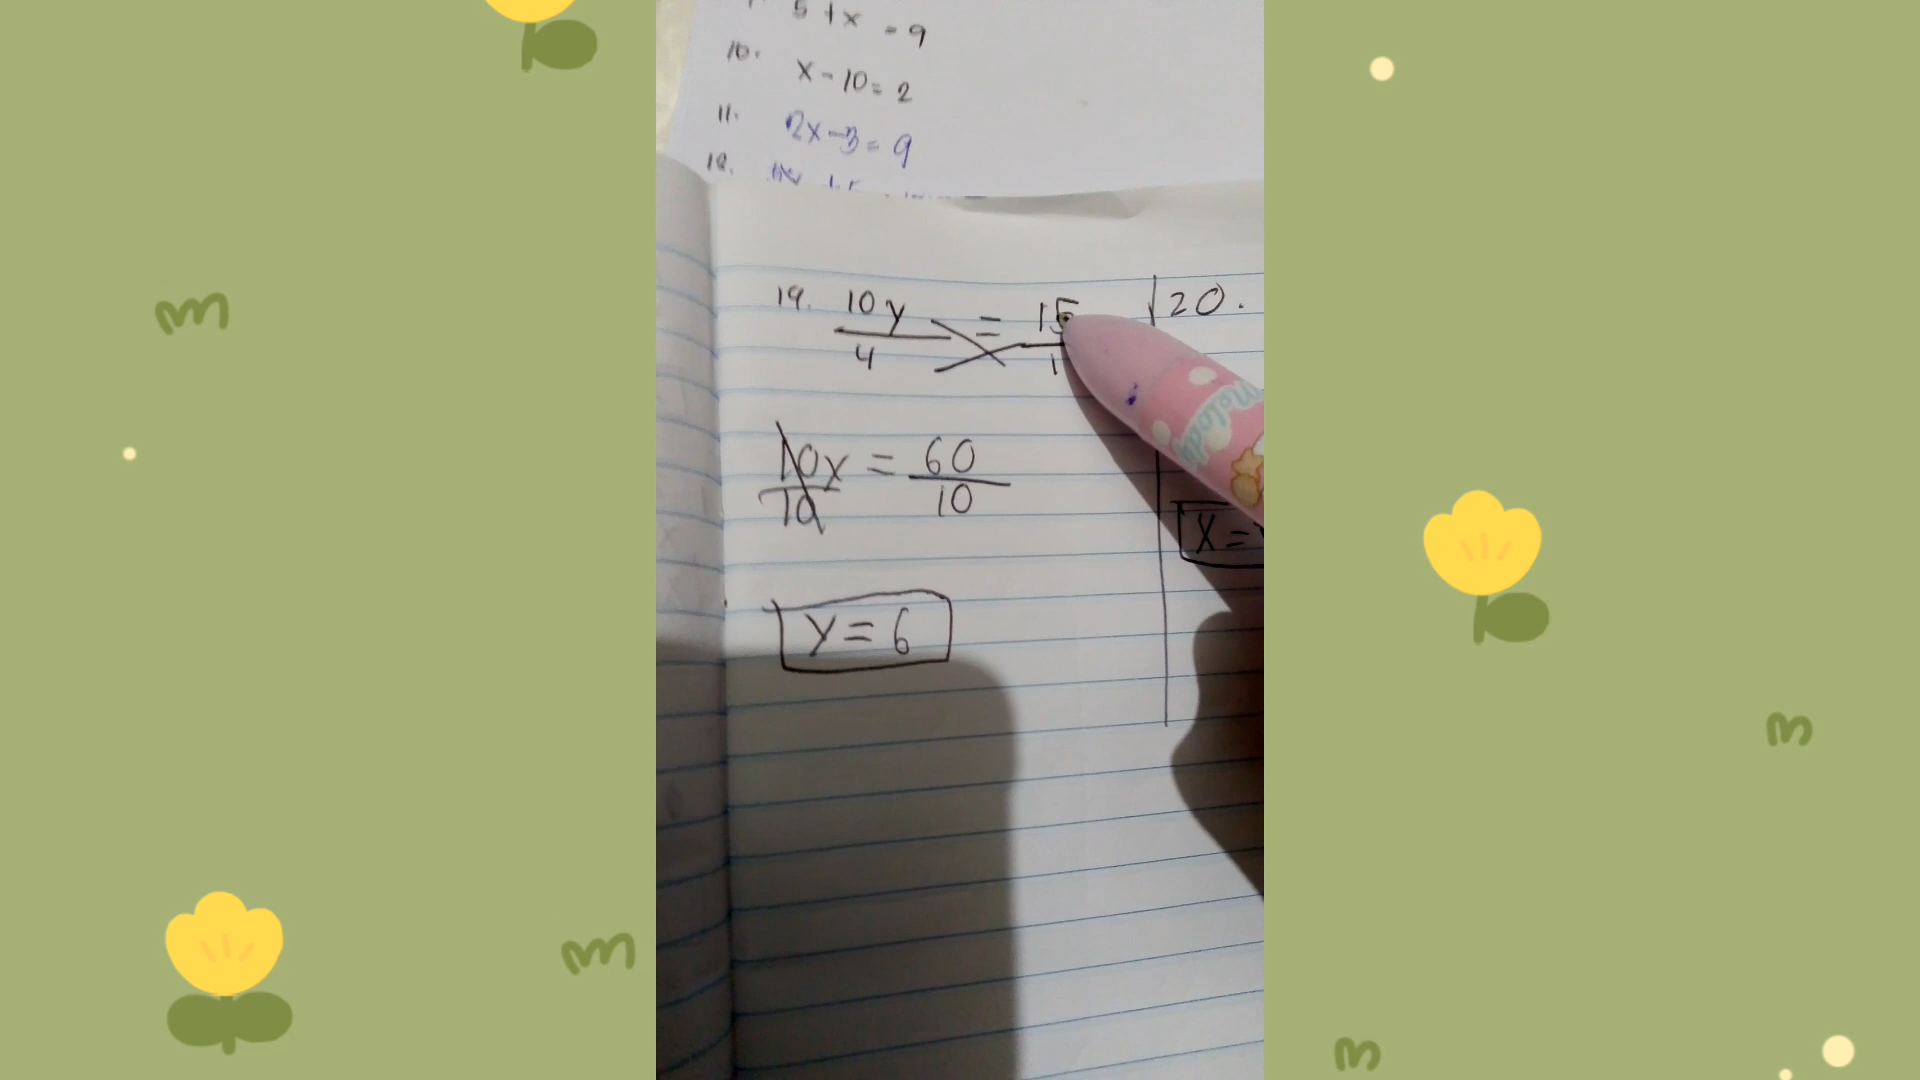 5 + x = 9
10. x - 10 = 2
11. 2x - 3 = 9
12.
19. 10y = 15
4 1
20.
10x = 60
10 10
x =
y = 6
Melody